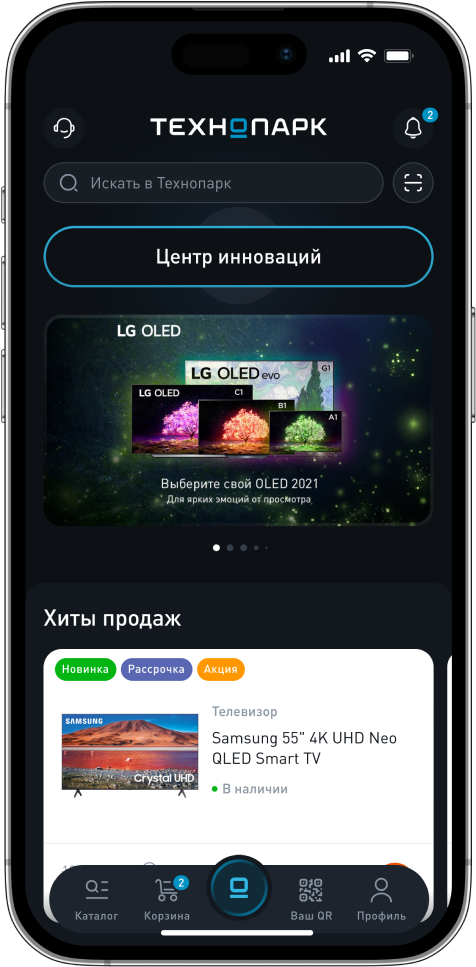 ТЕХНОПАРК
2
Искать в Технопарк
Центр инноваций
LG OLED
G1
LG OLED evo
LG OLED
C1
B1
A1
Выберите свой OLED 2021
Для ярких эмоций от просмотра
Хиты продаж
Новинка
Рассрочка
Акция
Телевизор
SAMSUNG
Samsung 55" 4K UHD Neo
QLED Smart TV
Crystal UHD
В наличии
2
Каталог
Корзина
Ваш QR
Профиль